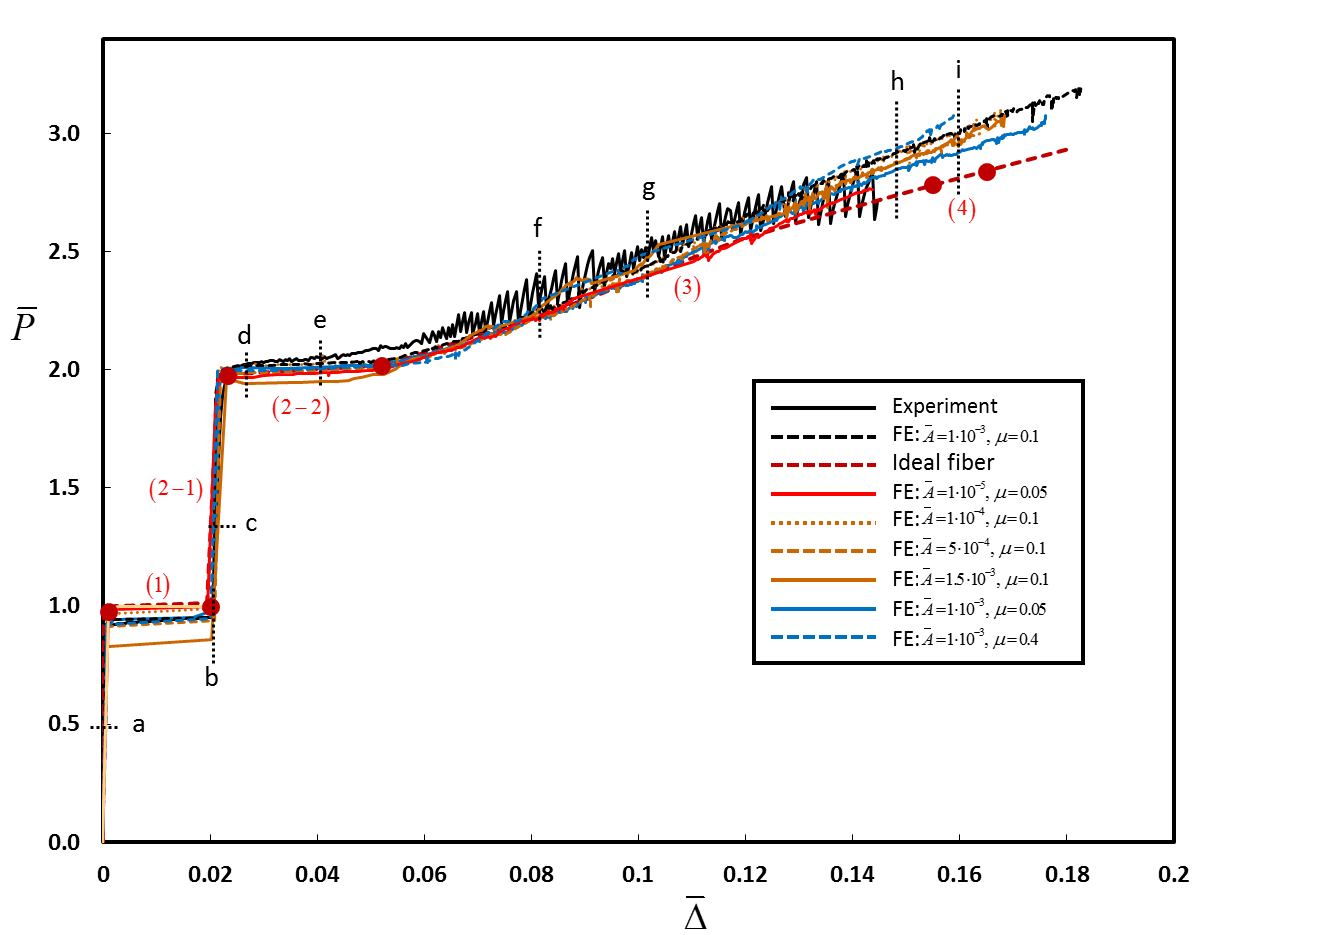 3.0
2.5
P̅
2.0
1.5
1.0
0.5
0.0
0
0.02
0.04
0.06
0.08
0.1
0.12
0.14
0.16
0.18
0.2
Δ̅
a
b
c
d
e
f
g
h
i
(1)
(2−1)
(2−2)
(3)
(4)
Experiment
FE: A̅=1·10⁻³, μ=0.1
Ideal fiber
FE: A̅=1·10⁻⁵, μ=0.05
FE: A̅=1·10⁻⁴, μ=0.1
FE: A̅=5·10⁻⁴, μ=0.1
FE: A̅=1.5·10⁻³, μ=0.1
FE: A̅=1·10⁻³, μ=0.05
FE: A̅=1·10⁻³, μ=0.4